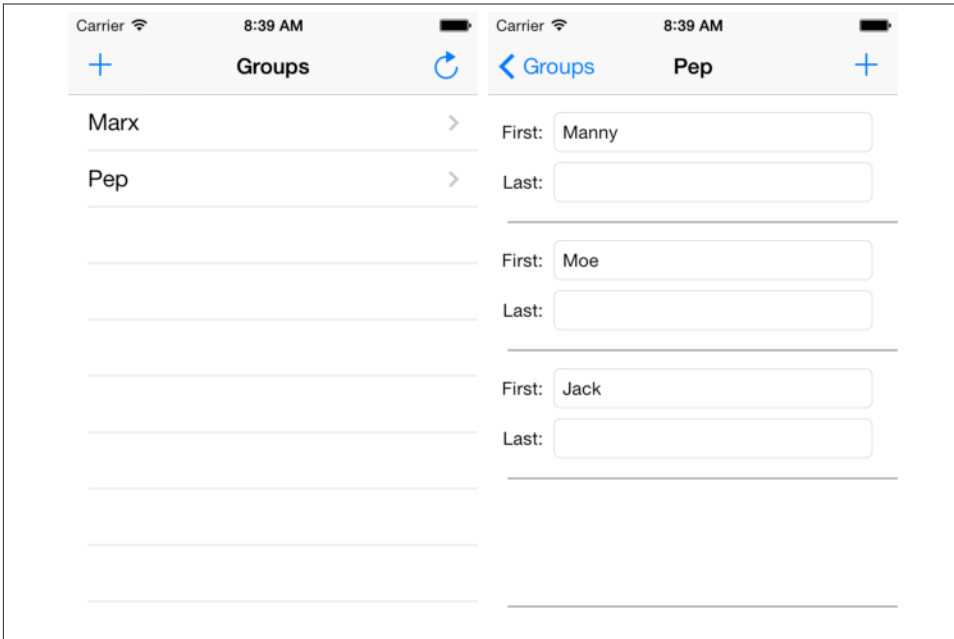 Carrier 8:39 AM
Groups
Marx
Pep
Carrier 8:39 AM
Groups Pep
First: Manny
Last:
First: Moe
Last:
First: Jack
Last: